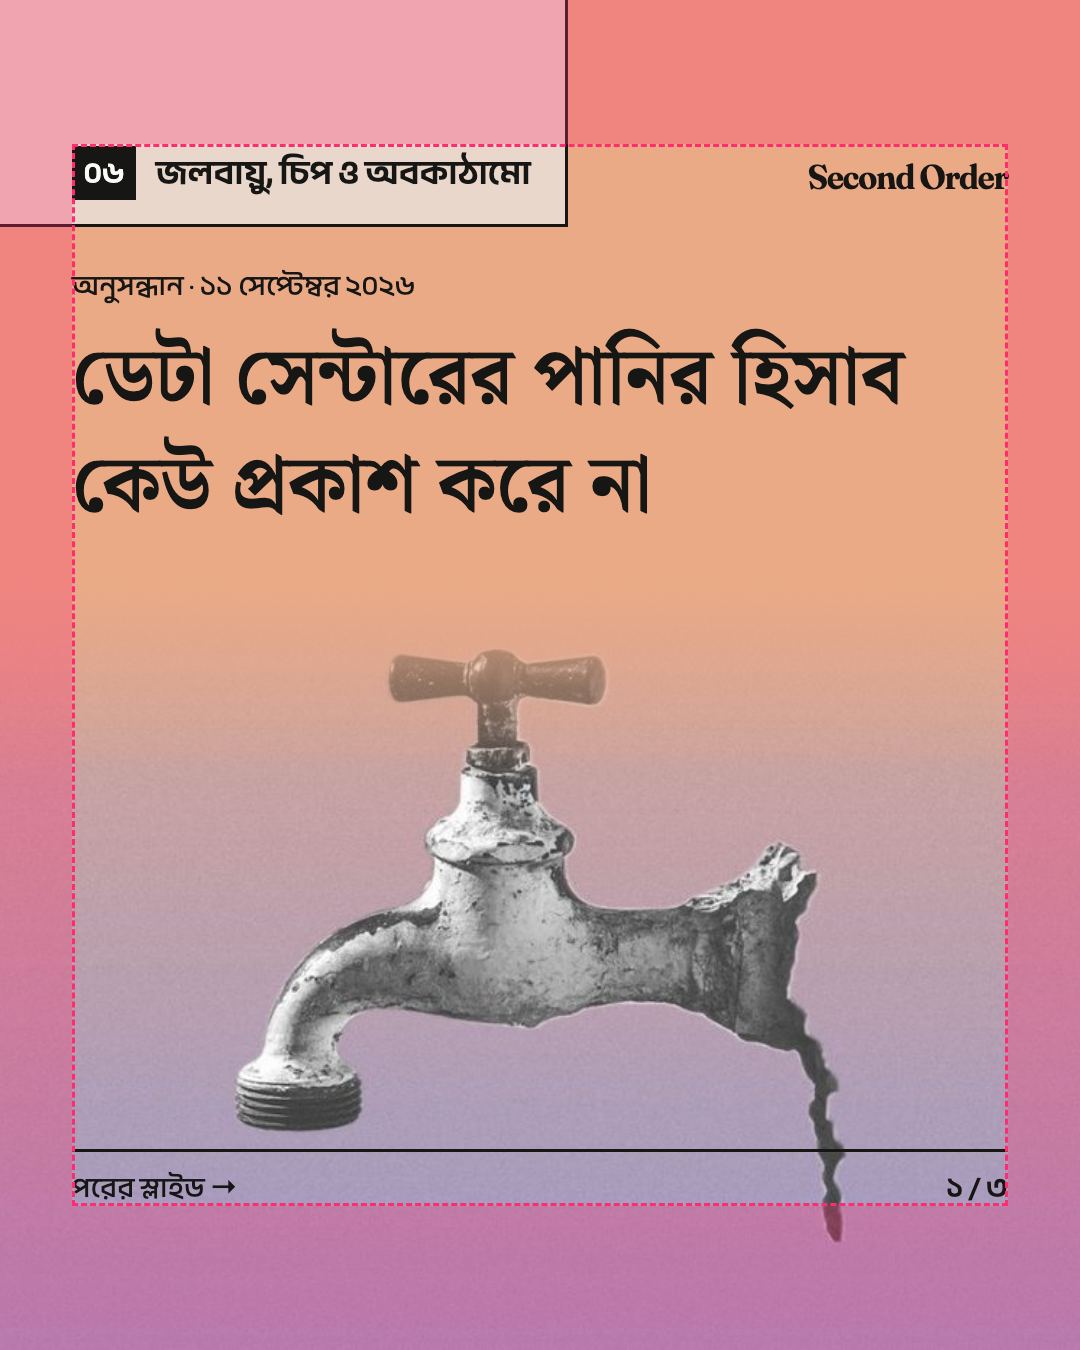 ০৬ জলবায়ু, চিপ ও অবকাঠামো
Second Order
অনুসন্ধান · ১১ সেপ্টেম্বর ২০২৬
ডেটা সেন্টারের পানির হিসাব
কেউ প্রকাশ করে না
পরের স্লাইড →
১ / ৩